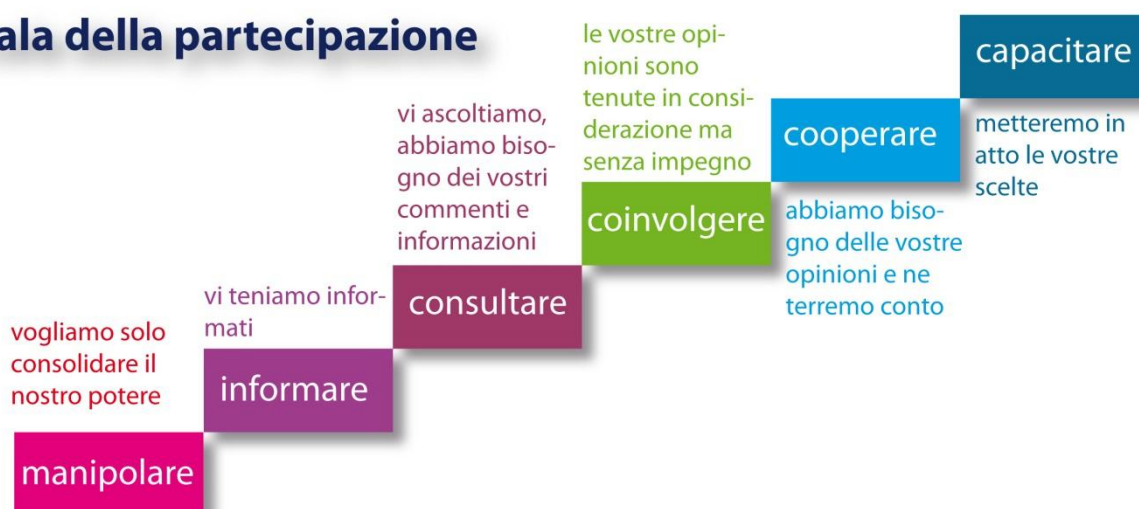 ala della partecipazione
vogliamo solo
consolidare il
nostro potere
manipolare
vi teniamo infor-
mati
informare
vi ascoltiamo,
abbiamo biso-
gno dei vostri
commenti e
informazioni
consultare
le vostre opi-
nioni sono
tenute in consi-
derazione ma
senza impegno
coinvolgere
cooperare
abbiamo biso-
gno delle vostre
opinioni e ne
terremo conto
capacitare
metteremo in
atto le vostre
scelte